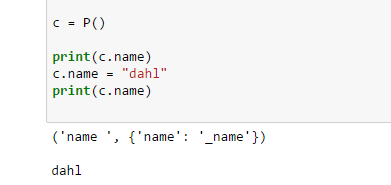 c = P()
print(c.name)
c.name = "dahl"
print(c.name)
('name ', {'name': '_name'})
dahl